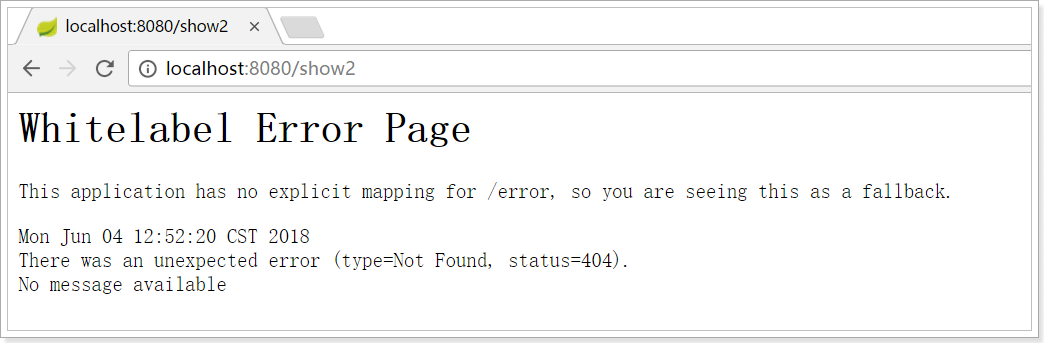 localhost:8080/show2
localhost:8080/show2
Whitelabel Error Page
This application has no explicit mapping for /error, so you are seeing this as a fallback.
Mon Jun 04 12:52:20 CST 2018
There was an unexpected error (type=Not Found, status=404).
No message available